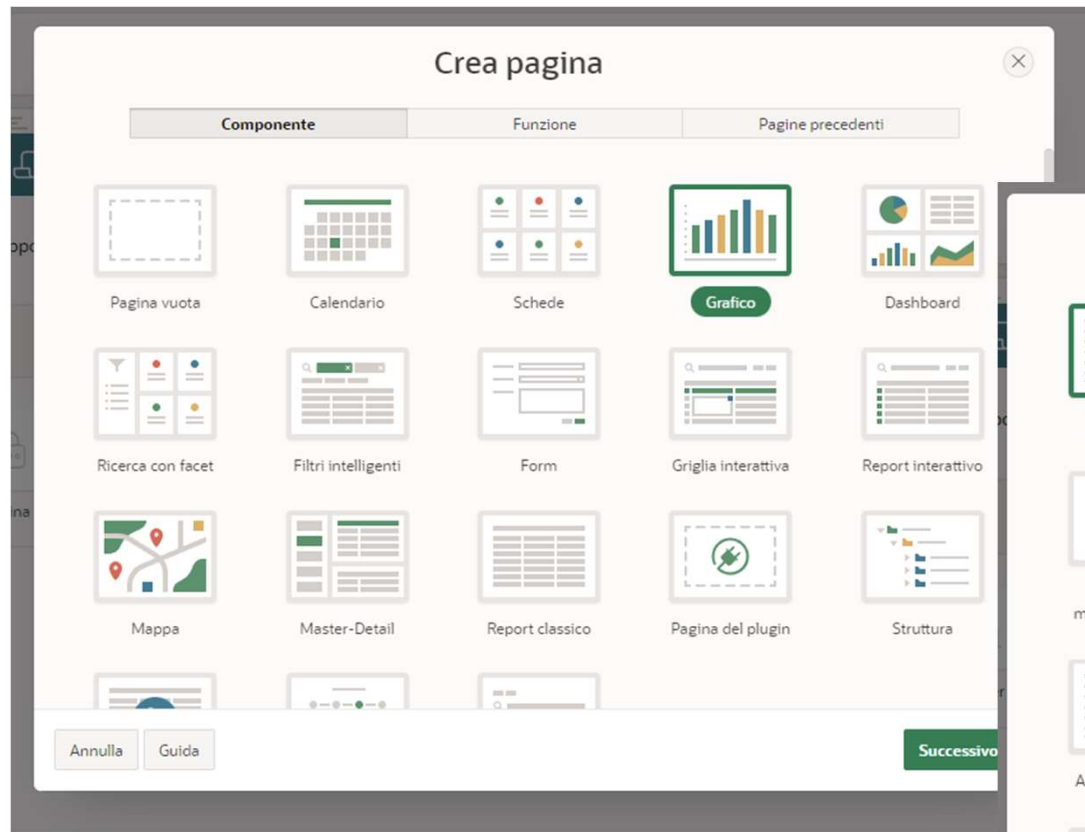 Crea pagina
Componente Funzione Pagine precedenti
Pagina vuota Calendario Schede Grafico Dashboard
Ricerca con facet Filtri intelligenti Form Griglia interattiva Report interattivo
Mappa Master-Detail Report classico Pagina del plugin Struttura
Annulla Guida Successivo